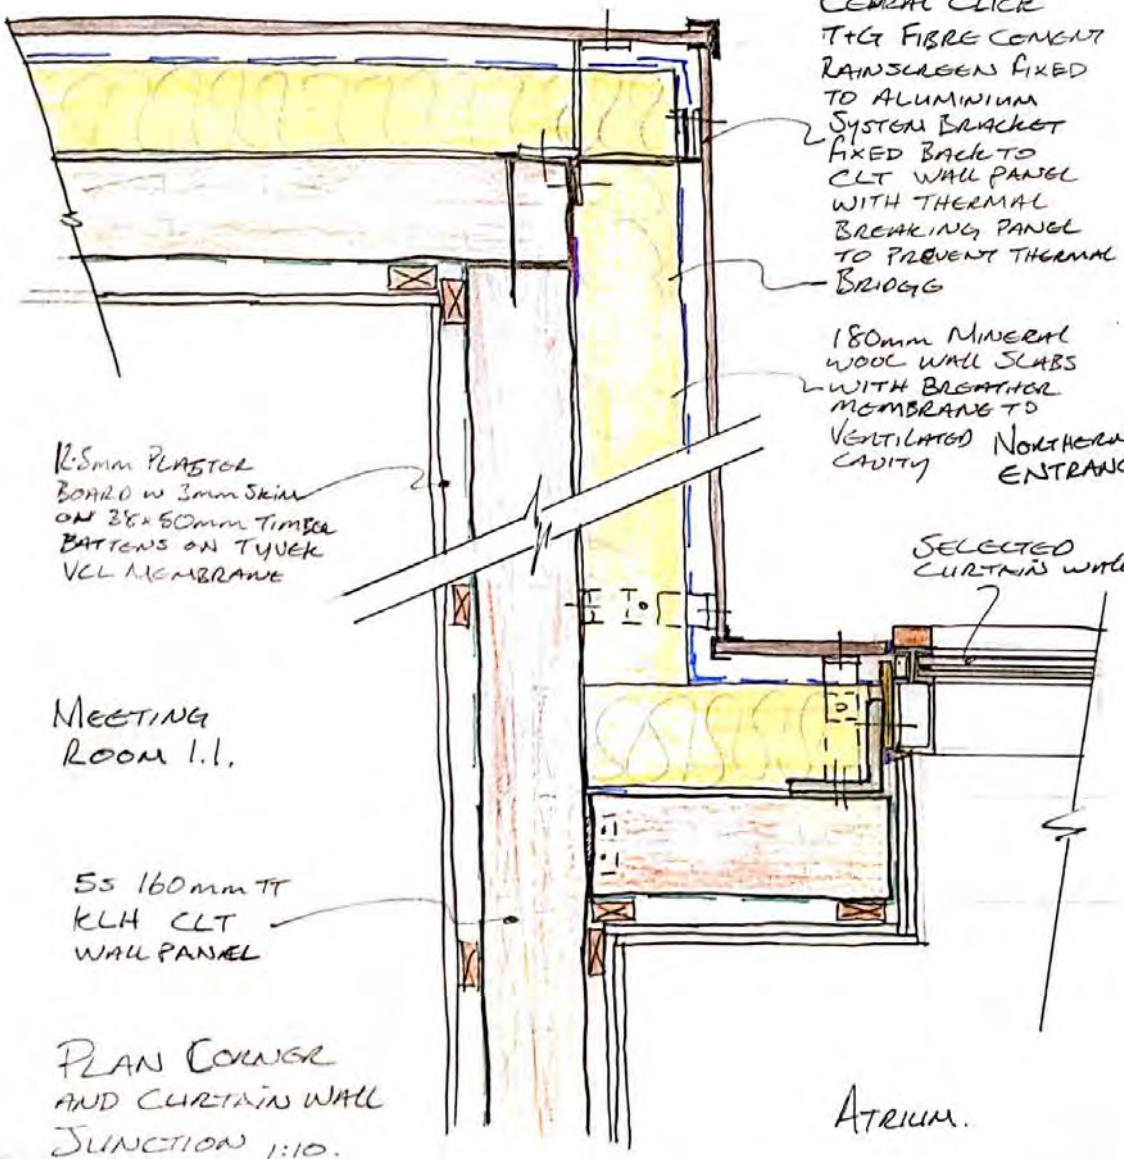 CEMRAL CLICK
T+G FIBRE CEMENT
RAINSCREEN FIXED
TO ALUMINIUM
SYSTEM BRACKET
FIXED BACK TO
CLT WALL PANEL
WITH THERMAL
BREAKING PANEL
TO PREVENT THERMAL
BRIDGE
180mm MINERAL
WOOL WALL SLABS
WITH BREATHER
MEMBRANE TO
VENTILATED
CAVITY
NORTHERN
ENTRANC
12.5mm PLASTER
BOARD w 3mm SKIM
ON 38x50mm TIMBER
BATTENS ON TYVEK
VCL MEMBRANE
SELECTED
CURTAIN WALL
MEETING
ROOM 1.1.
5s 160mm TT
KLH CLT
WALL PANEL
PLAN CORNER
AND CURTAIN WALL
JUNCTION 1:10.
ATRIUM.